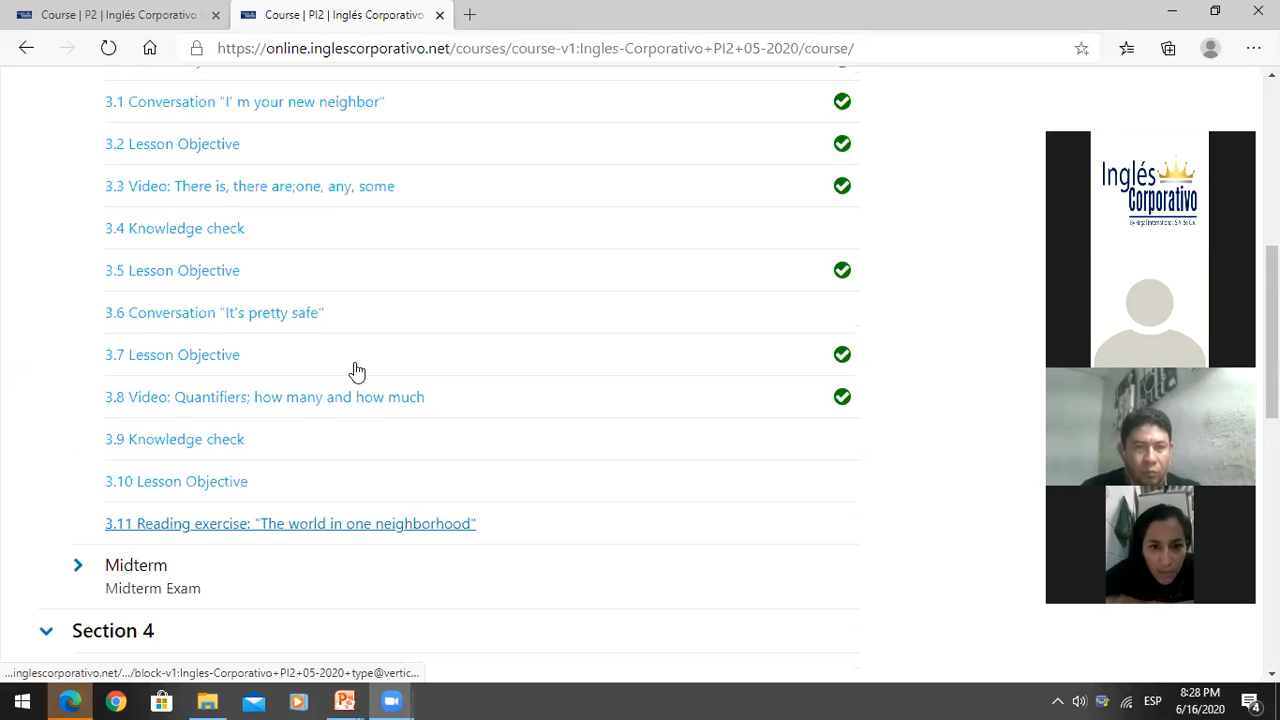 Course | P2 | Inglés Corporativo
Course | PI2 | Inglés Corporativo
https://online.inglescorporativo.net/courses/course-v1:Ingles-Corporativo+PI2+05-2020/course/
3.1 Conversation "I' m your new neighbor"
3.2 Lesson Objective
3.3 Video: There is, there are;one, any, some
3.4 Knowledge check
3.5 Lesson Objective
3.6 Conversation "It's pretty safe"
3.7 Lesson Objective
3.8 Video: Quantifiers; how many and how much
3.9 Knowledge check
3.10 Lesson Objective
3.11 Reading exercise: "The world in one neighborhood"
Midterm
Midterm Exam
Section 4
...inglescorporativo.net/.../block-v1:Ingles-Corporativo+PI2+05-2020+type@vertic...
Inglés
Corporativo
By Regal International, S.A. de C.V.
ESP
8:28 PM
6/16/2020
4